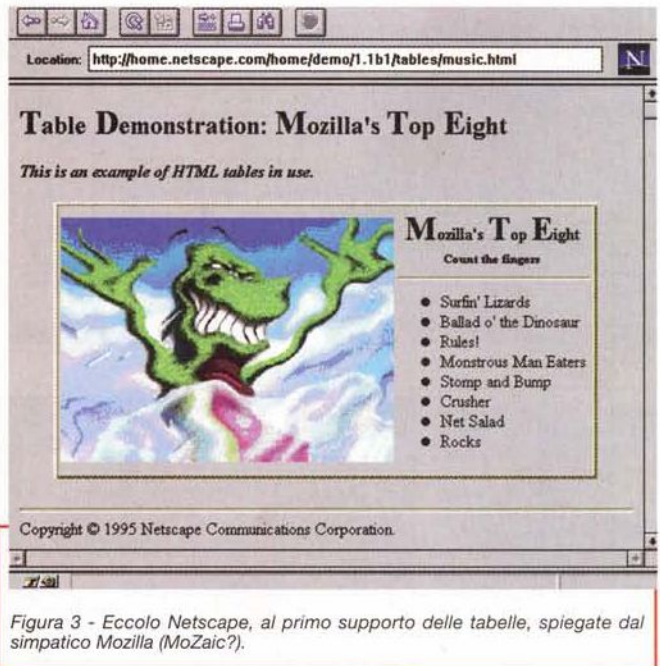 Location: http://home.netscape.com/home/demo/1.1b1/tables/music.html
N
Table Demonstration: Mozilla's Top Eight
This is an example of HTML tables in use.
Mozilla's Top Eight
Count the fingers
● Surfin' Lizards
● Ballad o' the Dinosaur
● Rules!
● Monstrous Man Eaters
● Stomp and Bump
● Crusher
● Net Salad
● Rocks
Copyright © 1995 Netscape Communications Corporation.
Figura 3 - Eccolo Netscape, al primo supporto delle tabelle, spiegate dal
simpatico Mozilla (MoZaic?).